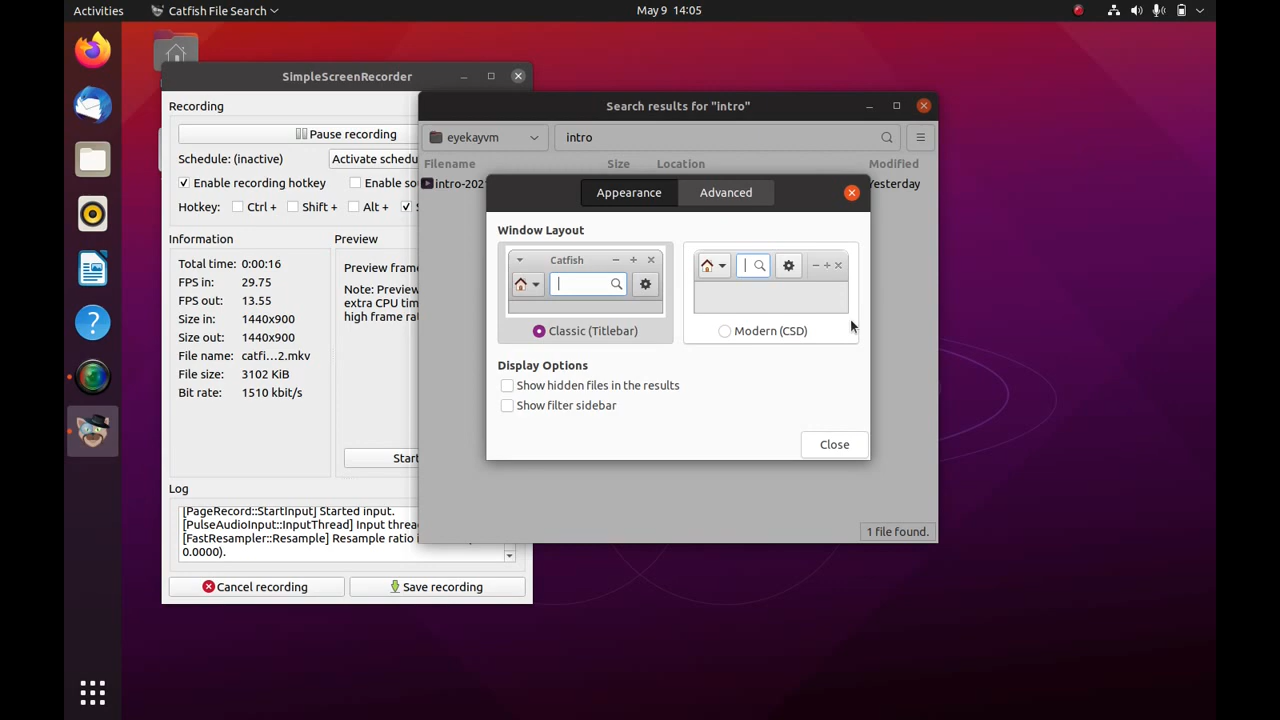 Activities
Catfish File Search
May 9 14:05
SimpleScreenRecorder
Recording
Pause recording
Schedule: (inactive)
Activate schedu
Enable recording hotkey
Enable so
Hotkey:
Ctrl +
Shift +
Alt +
Information
Total time: 0:00:16
FPS in: 29.75
FPS out: 13.55
Size in: 1440x900
Size out: 1440x900
File name: catfi...2.mkv
File size: 3102 KiB
Bit rate: 1510 kbit/s
Preview
Preview fram
Note: Preview
extra CPU tim
high frame rat
Start
Log
[PageRecord::StartInput] Started input.
[PulseAudioInput::InputThread] Input threa
[FastResampler::Resample] Resample ratio i
0.0000).
Cancel recording
Save recording
Search results for "intro"
eyekayvm
intro
Filename
Size
Location
Modified
intro-202
Yesterday
Appearance
Advanced
Window Layout
Catfish
Classic (Titlebar)
Modern (CSD)
Display Options
Show hidden files in the results
Show filter sidebar
Close
1 file found.